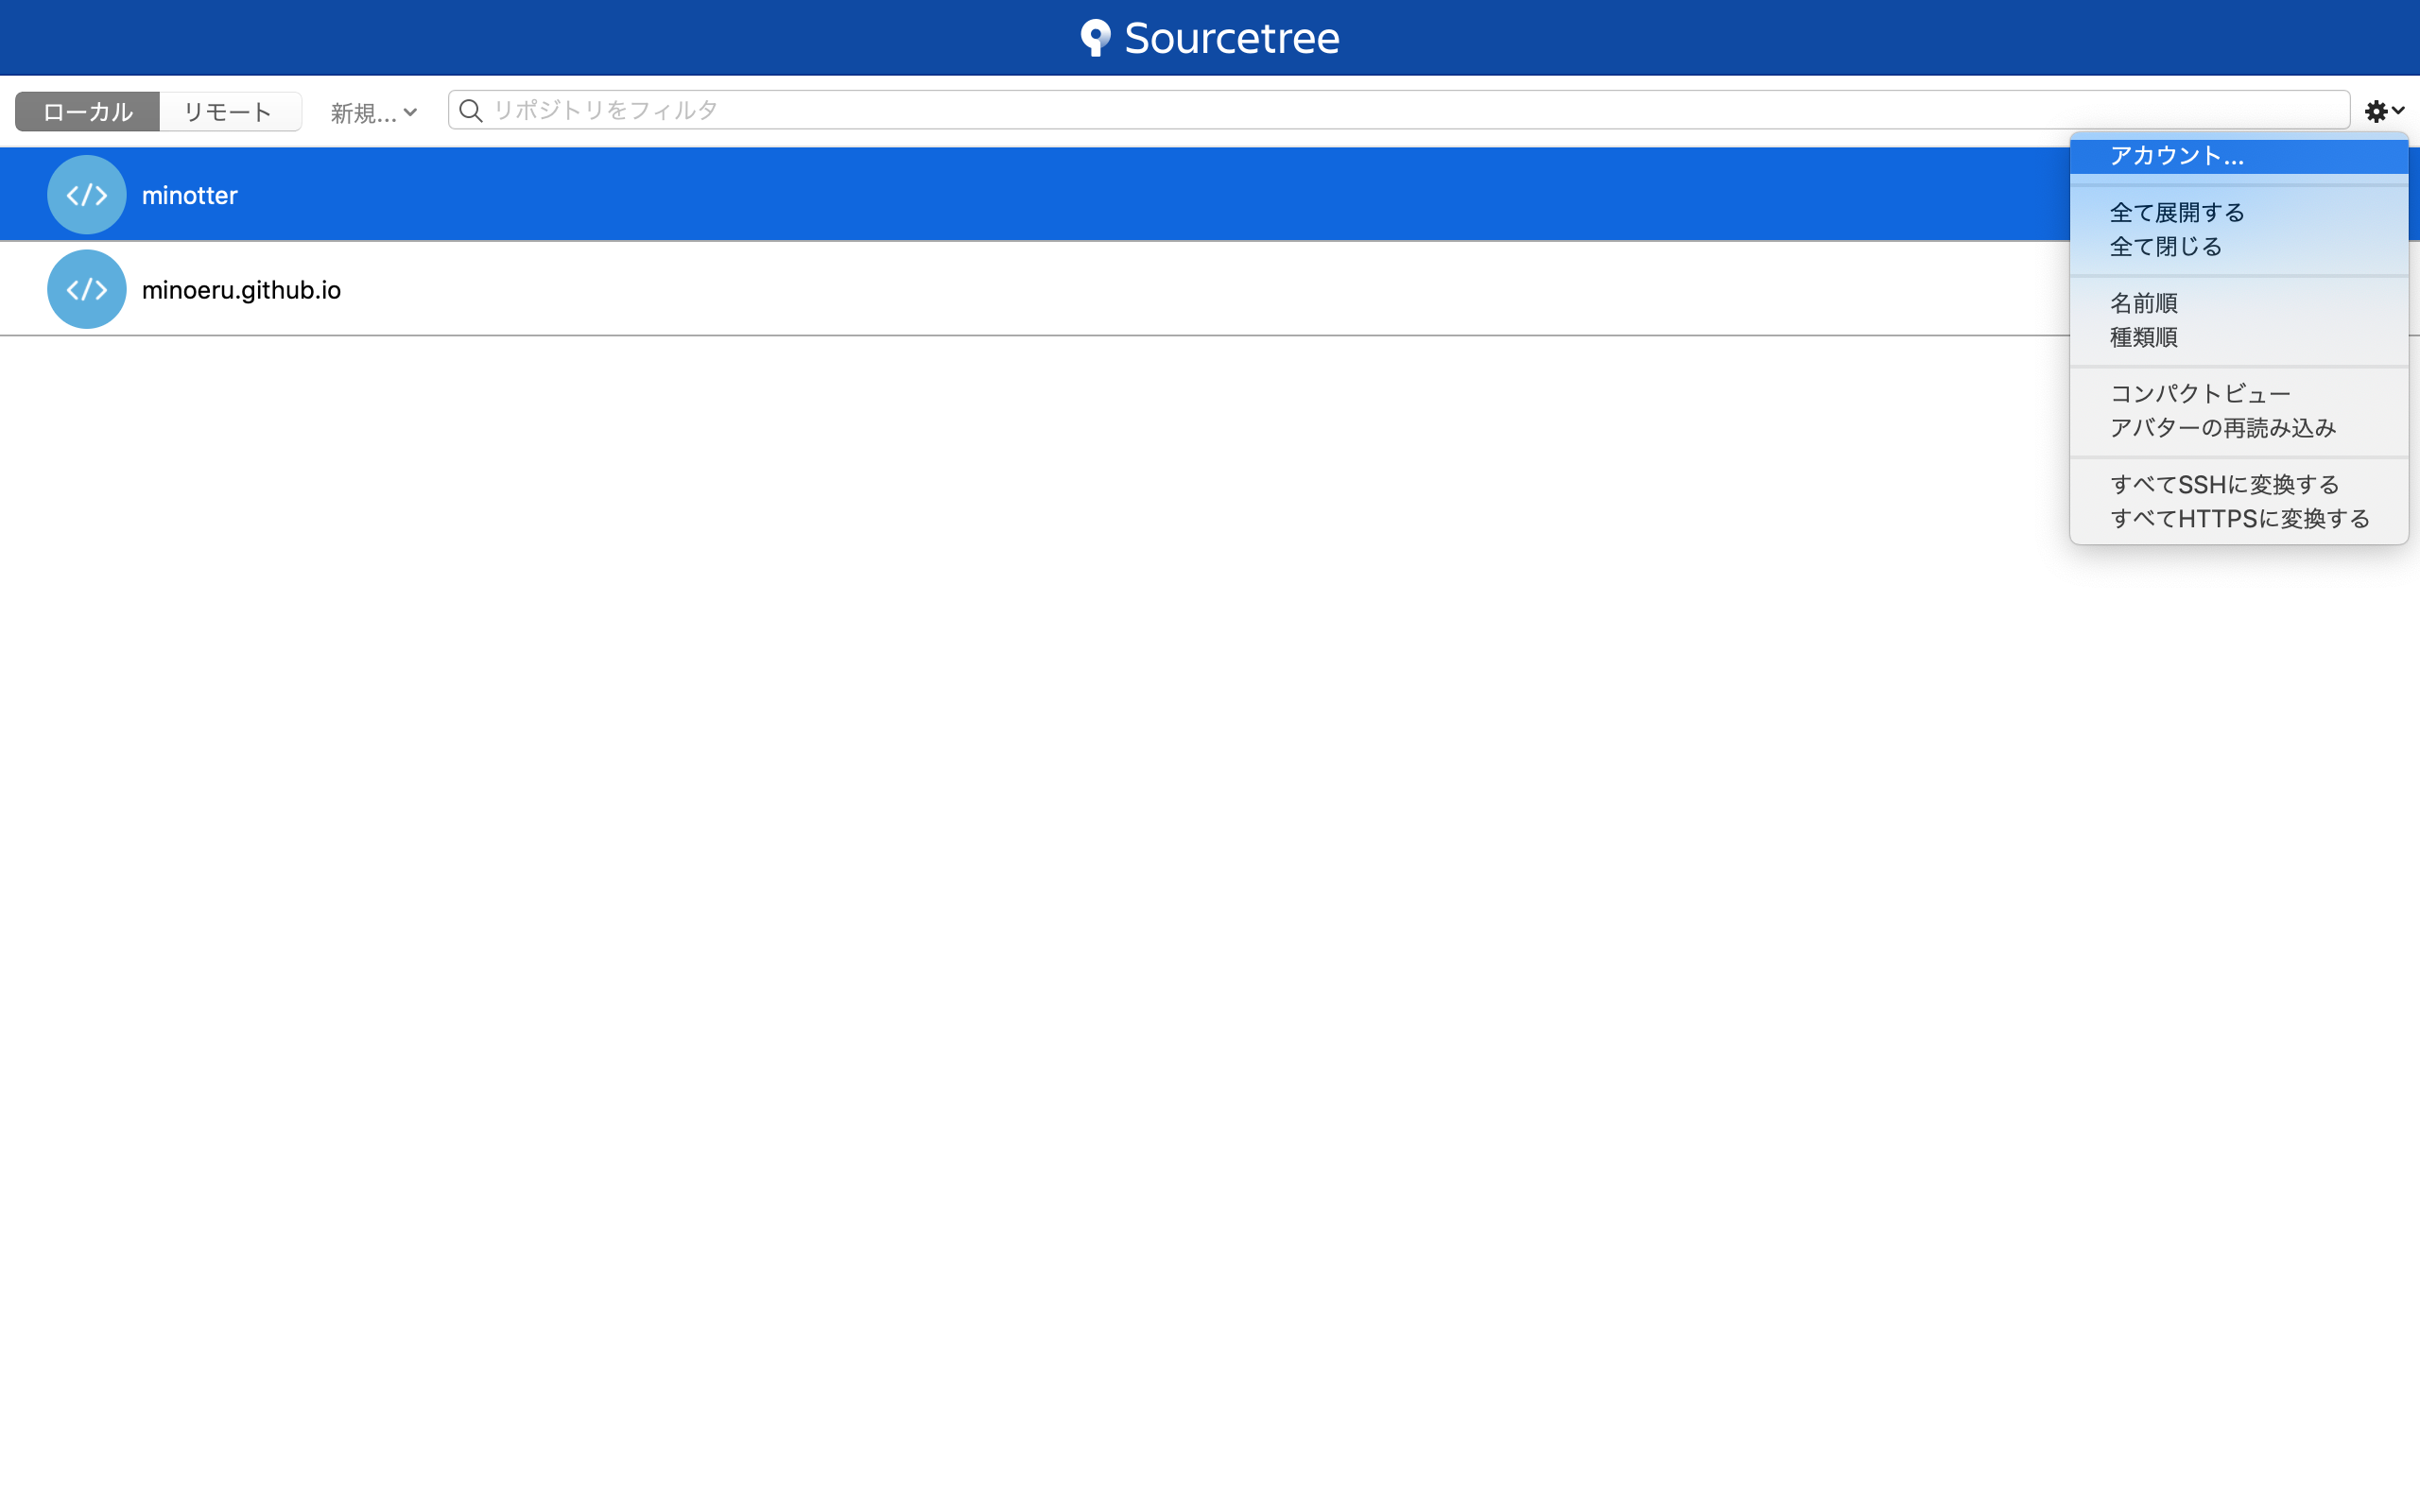 Sourcetree
ローカル リモート 新規... リポジトリをフィルタ
minotter
minoeru.github.io
アカウント...
全て展開する
全て閉じる
名前順
種類順
コンパクトビュー
アバターの再読み込み
すべてSSHに変換する
すべてHTTPSに変換する